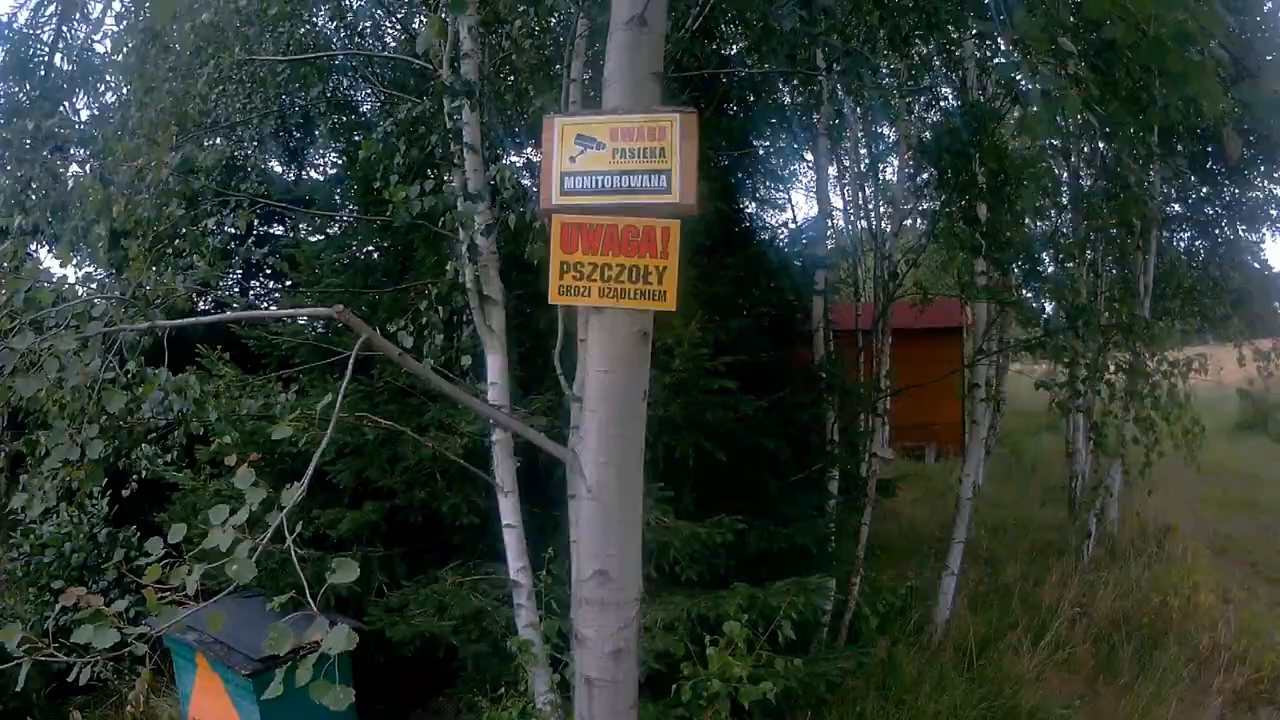 UWAGA
PASIEKA
MONITOROWANA
UWAGA!
PSZCZOŁY
GROZI UŻĄDLENIEM